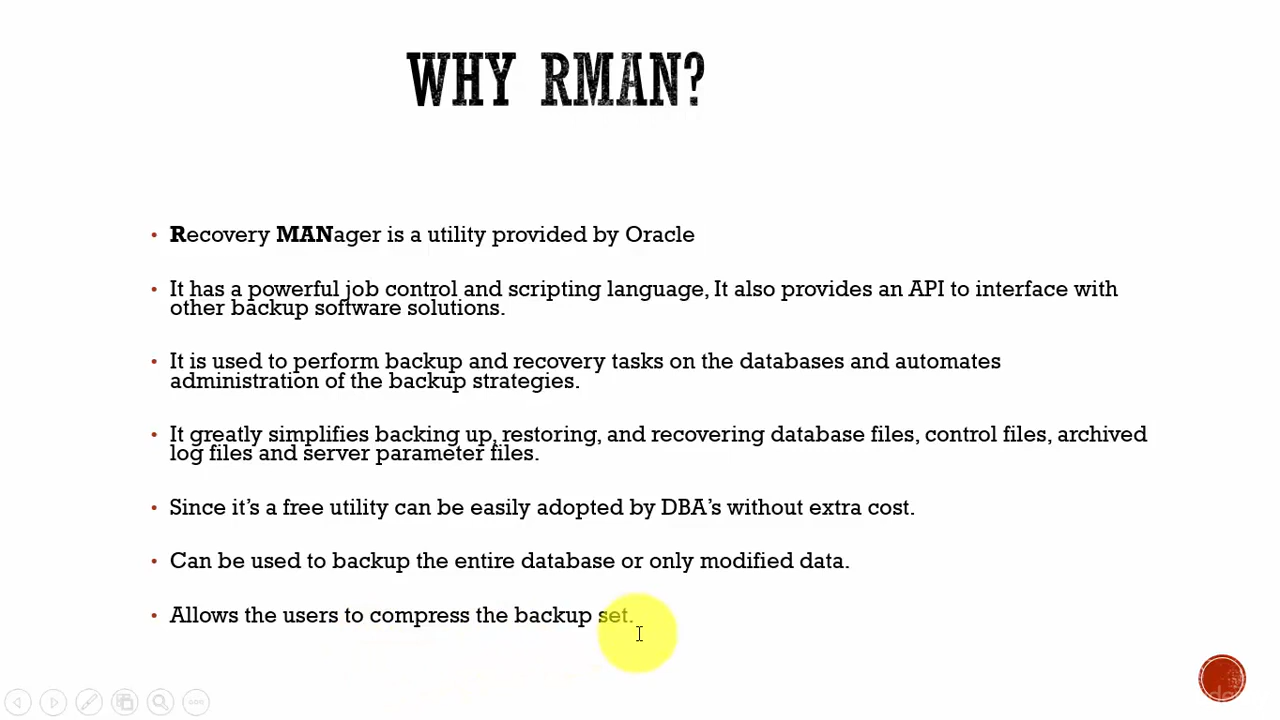 WHY RMAN?
• Recovery MANager is a utility provided by Oracle
• It has a powerful job control and scripting language, It also provides an API to interface with
other backup software solutions.
• It is used to perform backup and recovery tasks on the databases and automates
administration of the backup strategies.
• It greatly simplifies backing up, restoring, and recovering database files, control files, archived
log files and server parameter files.
• Since it’s a free utility can be easily adopted by DBA’s without extra cost.
• Can be used to backup the entire database or only modified data.
• Allows the users to compress the backup set.